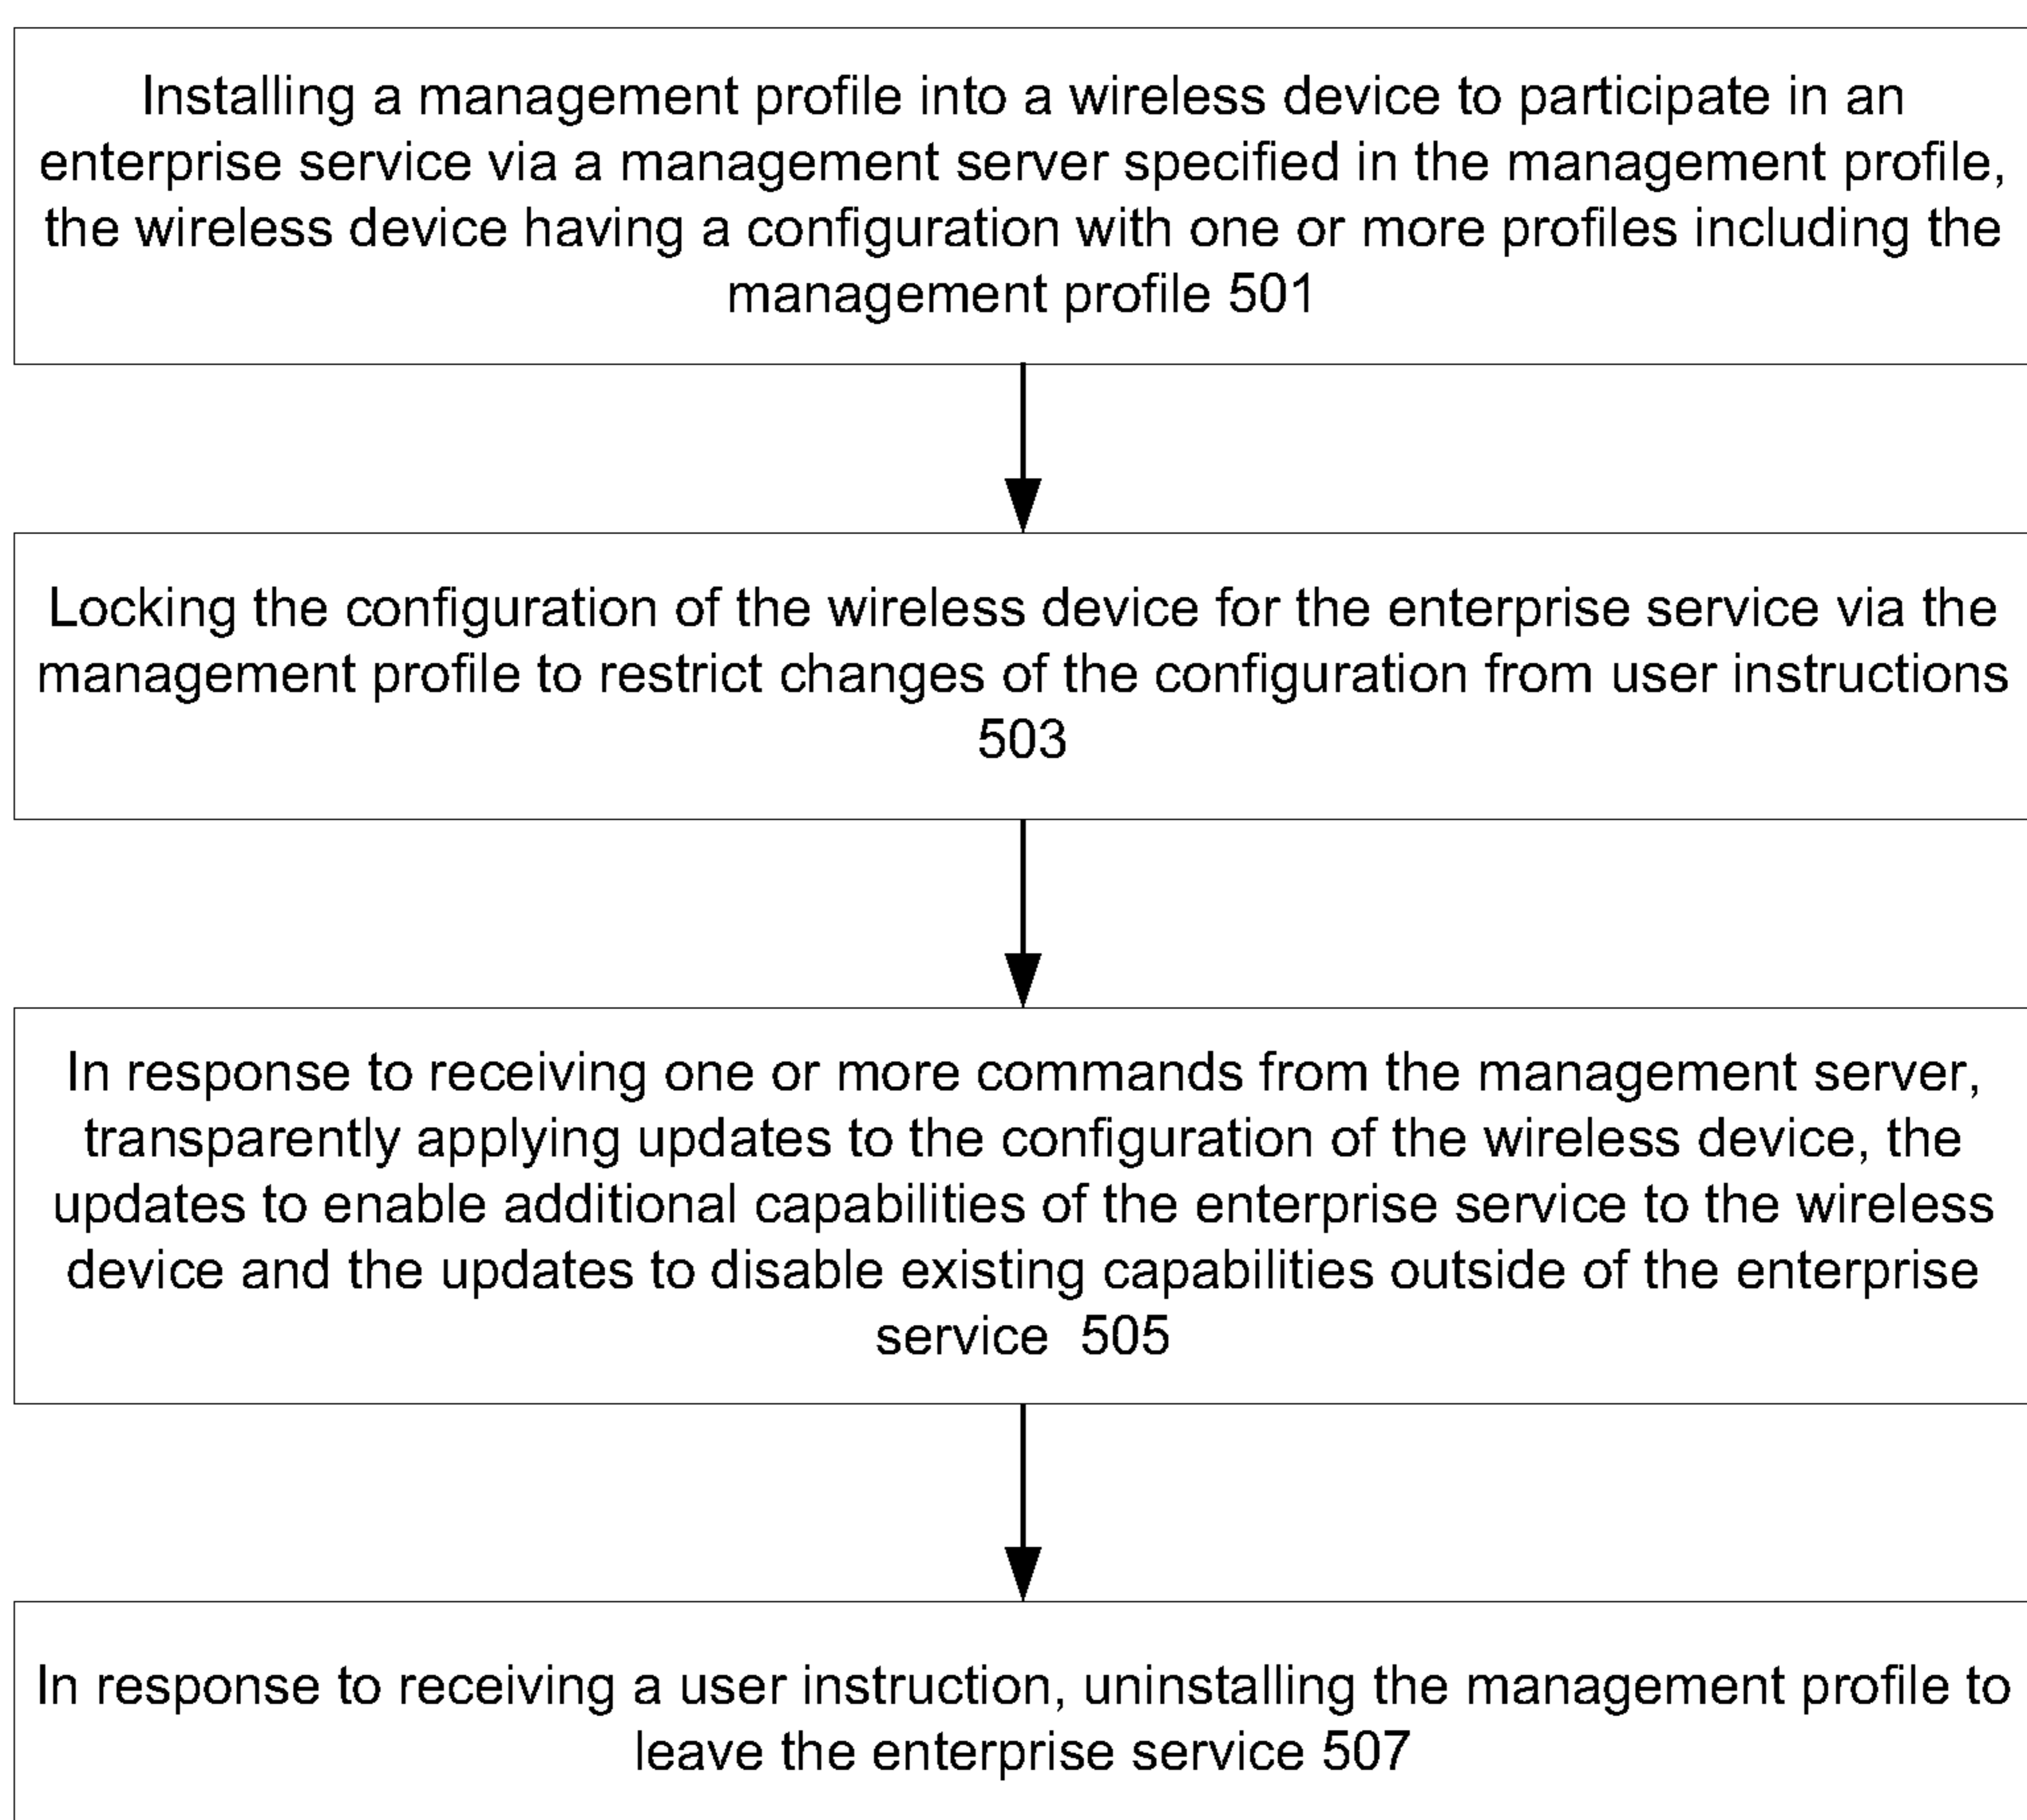 Installing a management profile into a wireless device to participate in an
enterprise service via a management server specified in the management profile,
the wireless device having a configuration with one or more profiles including the
management profile 501
Locking the configuration of the wireless device for the enterprise service via the
management profile to restrict changes of the configuration from user instructions
503
In response to receiving one or more commands from the management server,
transparently applying updates to the configuration of the wireless device, the
updates to enable additional capabilities of the enterprise service to the wireless
device and the updates to disable existing capabilities outside of the enterprise
service  505
In response to receiving a user instruction, uninstalling the management profile to
leave the enterprise service 507